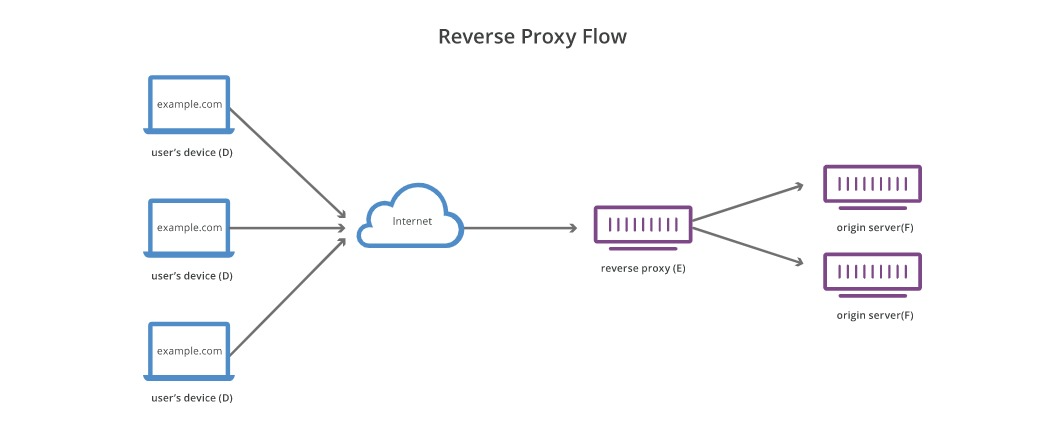 Reverse Proxy Flow
example.com
user's device (D)
example.com
user's device (D)
example.com
user's device (D)
Internet
reverse proxy (E)
origin server(F)
origin server(F)